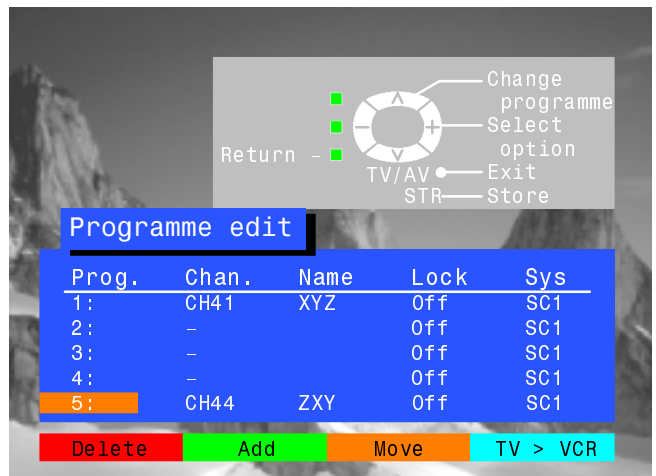 Change
programme
Select
option
Return –
TV/AV
Exit
STR
Store
Programme edit
Prog. Chan. Name Lock Sys
1: CH41 XYZ Off SC1
2: – Off SC1
3: – Off SC1
4: – Off SC1
5: CH44 ZXY Off SC1
Delete Add Move TV > VCR